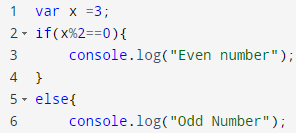 1 var x =3;
2 if(x%2==0){
3     console.log("Even number");
4 }
5 else{
6     console.log("Odd Number");